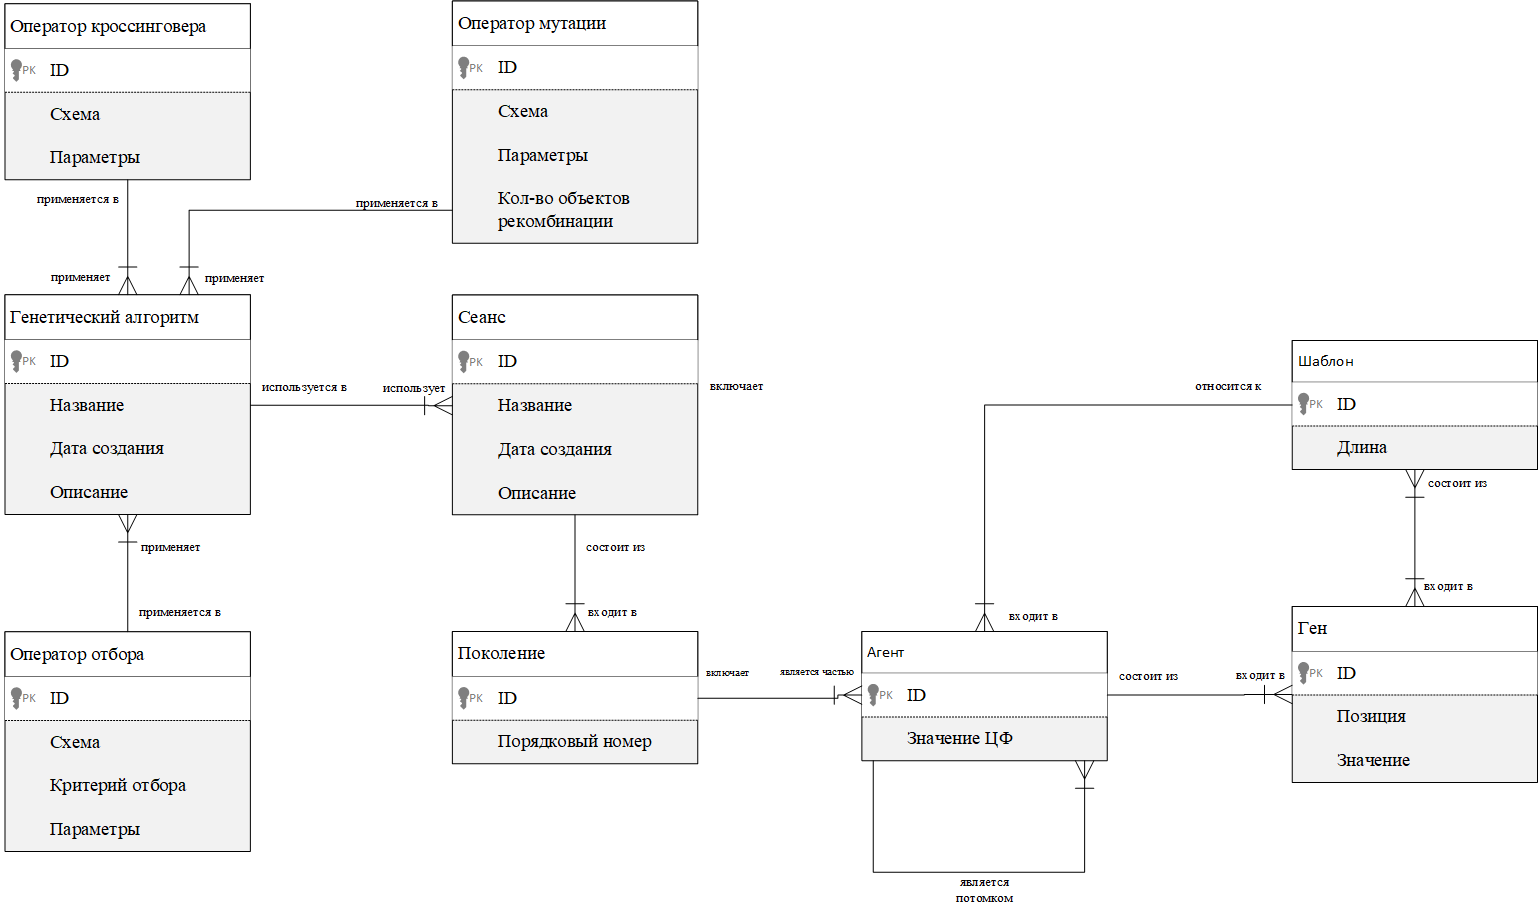 Оператор кроссинговера
PK ID
Схема
Параметры
Оператор мутации
PK ID
Схема
Параметры
Кол-во объектов
рекомбинации
применяется в
применяется в
применяет
применяет
Генетический алгоритм
PK ID
Название
Дата создания
Описание
используется в
использует
Сеанс
PK ID
Название
Дата создания
Описание
включает
относится к
Шаблон
PK ID
Длина
состоит из
применяет
применяется в
состоит из
входит в
входит в
входит в
Оператор отбора
PK ID
Схема
Критерий отбора
Параметры
Поколение
PK ID
Порядковый номер
включает
является частью
Агент
PK ID
Значение ЦФ
состоит из
входит в
Ген
PK ID
Позиция
Значение
является
потомком